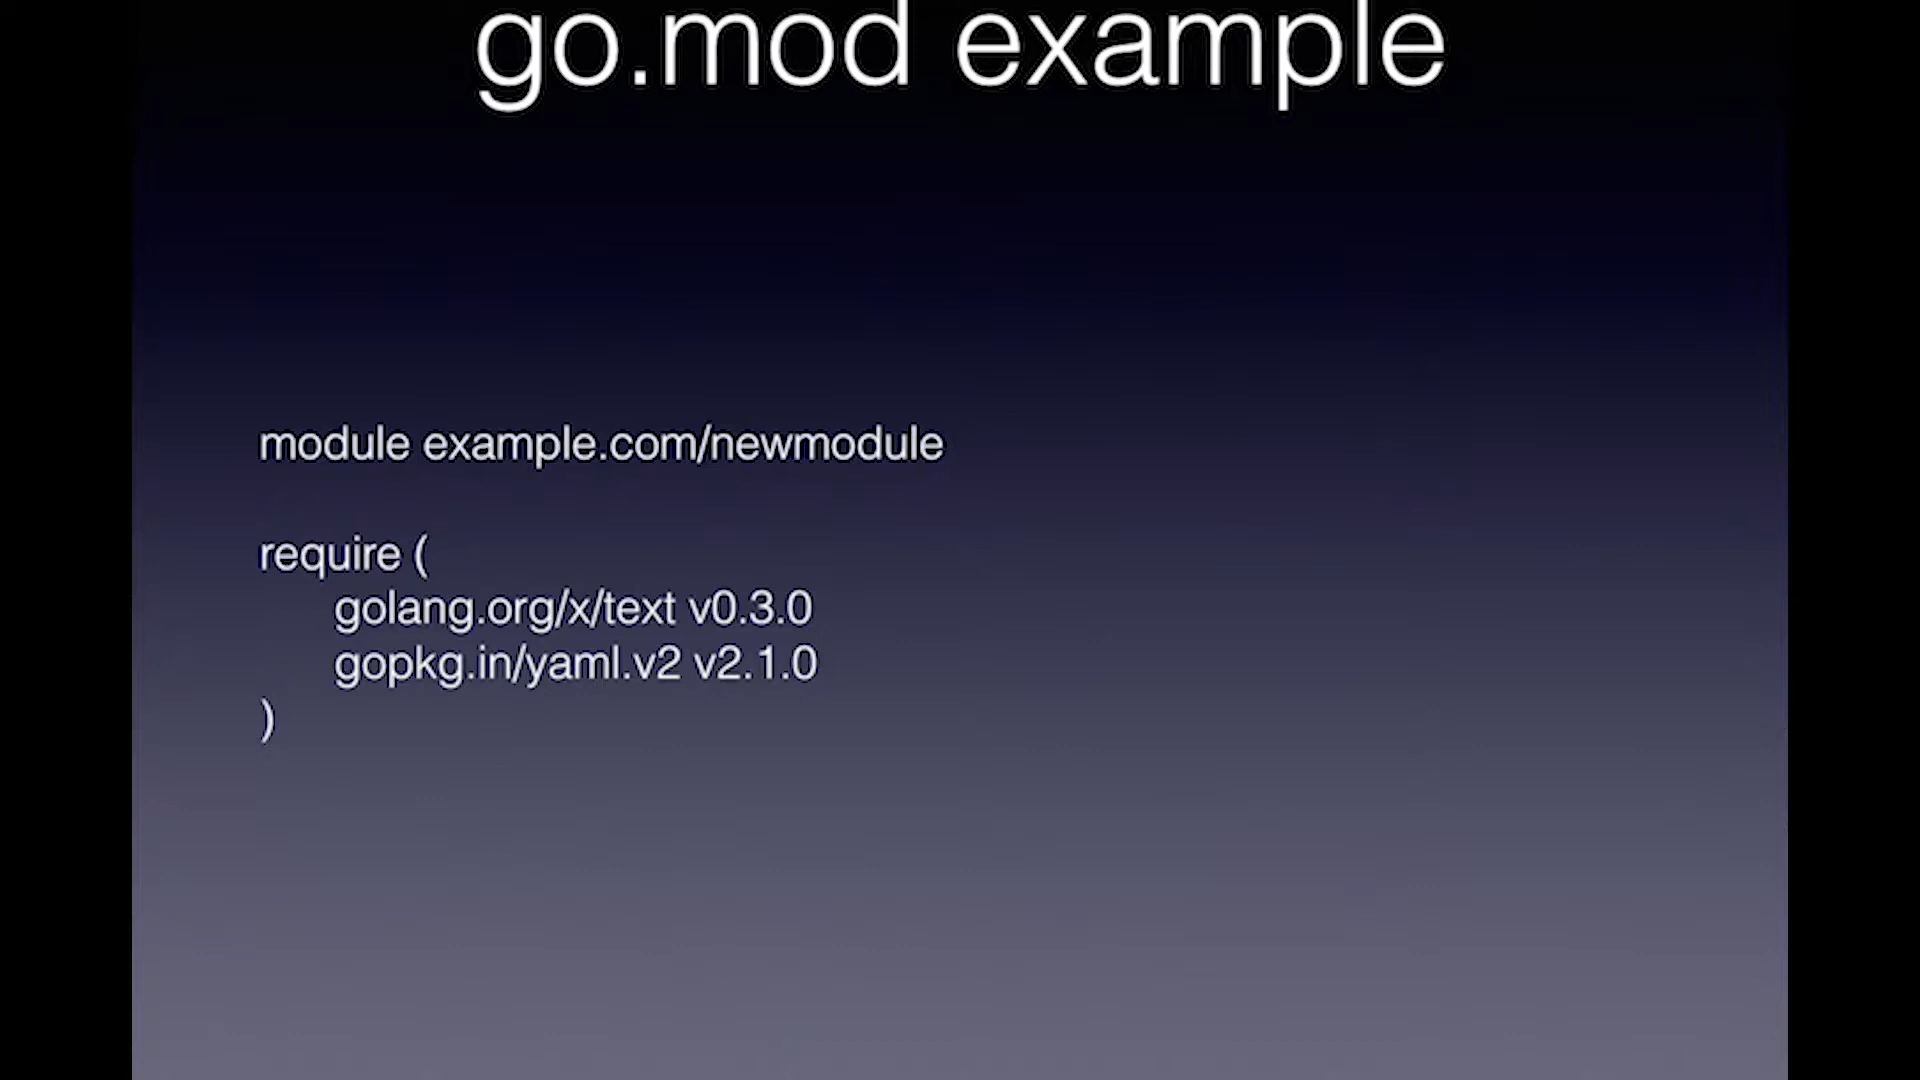 go.mod example
module example.com/newmodule
require (
golang.org/x/text v0.3.0
gopkg.in/yaml.v2 v2.1.0
)